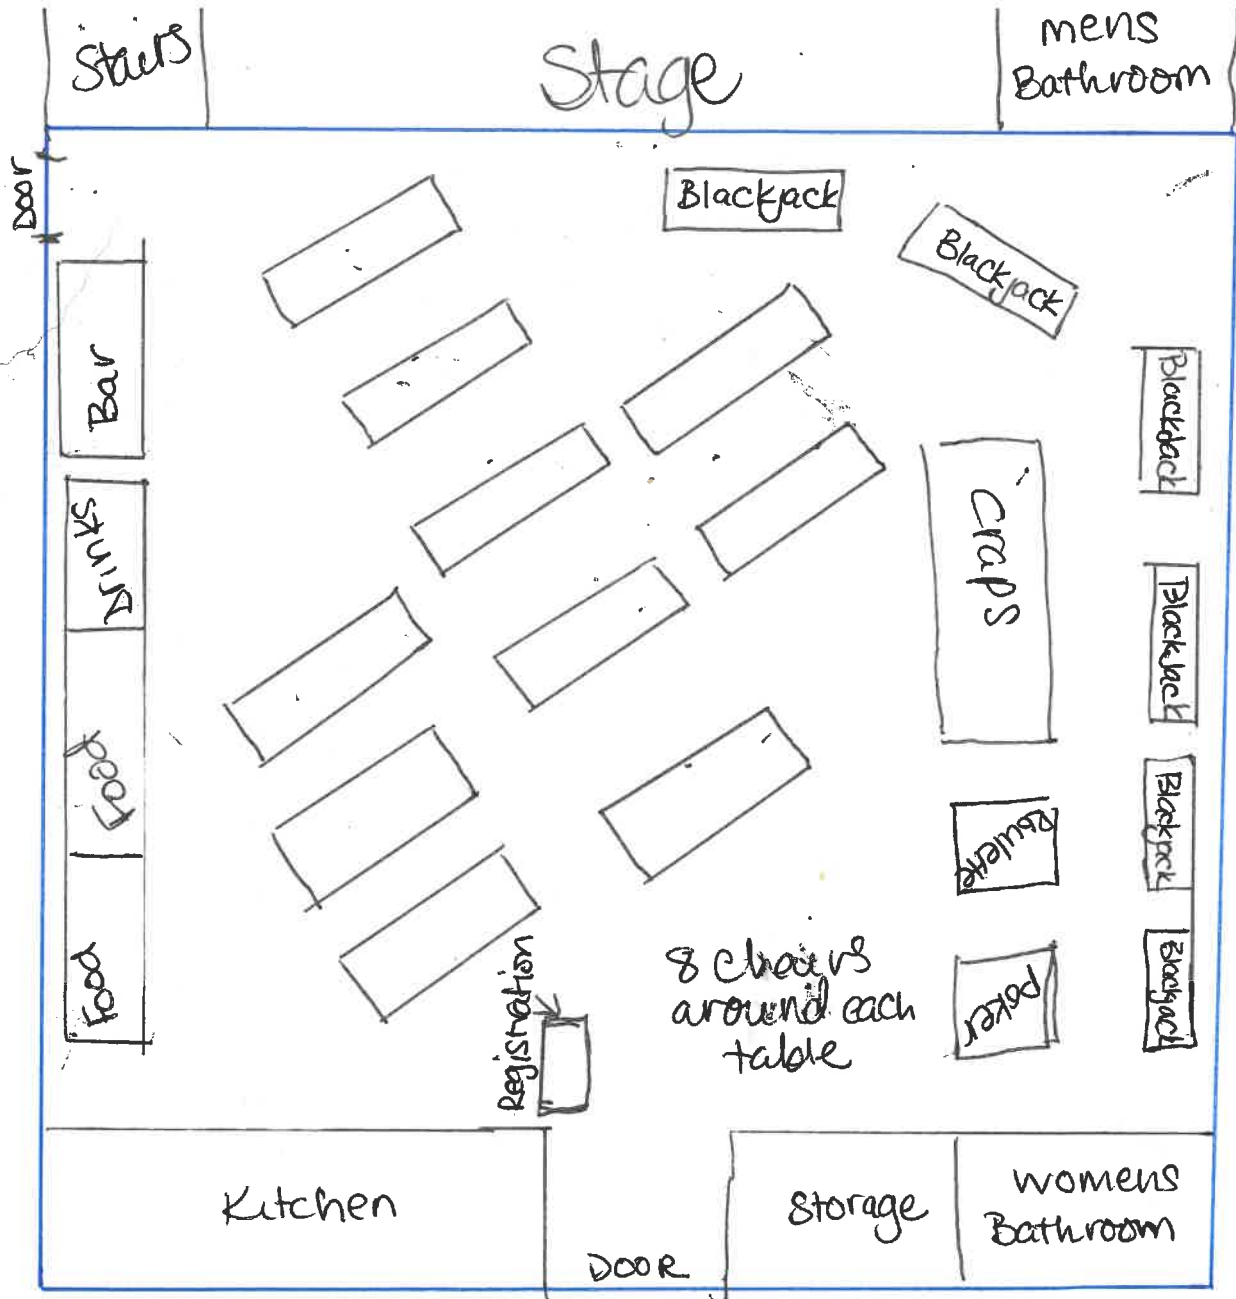 Stairs
Stage
mens
Bathroom
Door
Blackjack
Blackjack
Bar
BlackJack
Drinks
Craps
BlackJack
Food
Roulette
Blackjack
Food
Registration
8 chairs
around each
table
Poker
Blackjack
Kitchen
DOOR
Storage
womens
Bathroom